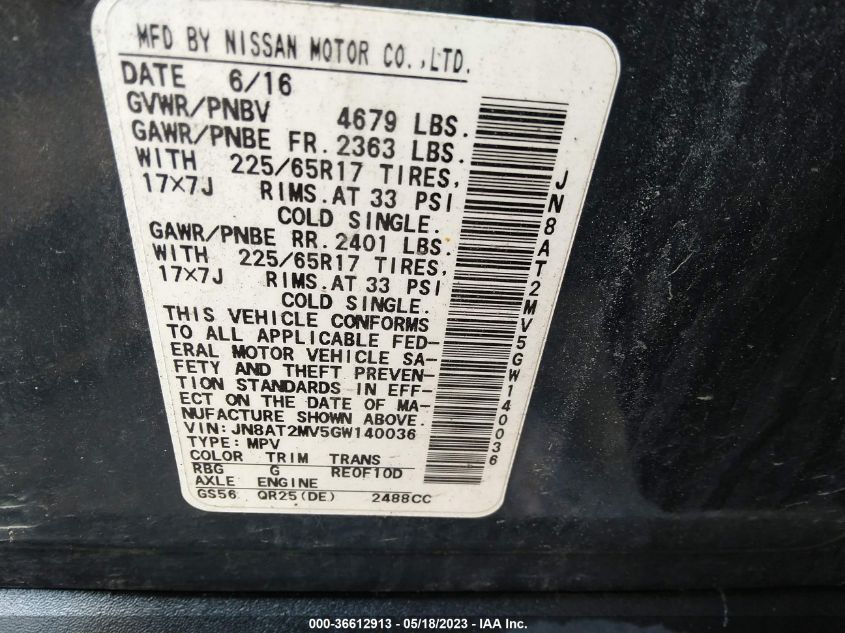 MFD BY NISSAN MOTOR CO.,LTD.
DATE 6/16
GVWR/PNBV 4679 LBS.
GAWR/PNBE FR. 2363 LBS.
WITH 225/65R17 TIRES,
17×7J RIMS.AT 33 PSI
COLD SINGLE.
GAWR/PNBE RR. 2401 LBS.
WITH 225/65R17 TIRES,
17×7J RIMS.AT 33 PSI
COLD SINGLE.
THIS VEHICLE CONFORMS
TO ALL APPLICABLE FED-
ERAL MOTOR VEHICLE SA-
FETY AND THEFT PREVEN-
TION STANDARDS IN EFF-
ECT ON THE DATE OF MA-
NUFACTURE SHOWN ABOVE.
VIN: JN8AT2MV5GW140036
TYPE: MPV
COLOR TRIM TRANS
RBG G RE0F10D
AXLE ENGINE
GS56 QR25(DE) 2488CC
JN8AT2MV5GW140036
000-36612913 - 05/18/2023 - IAA Inc.